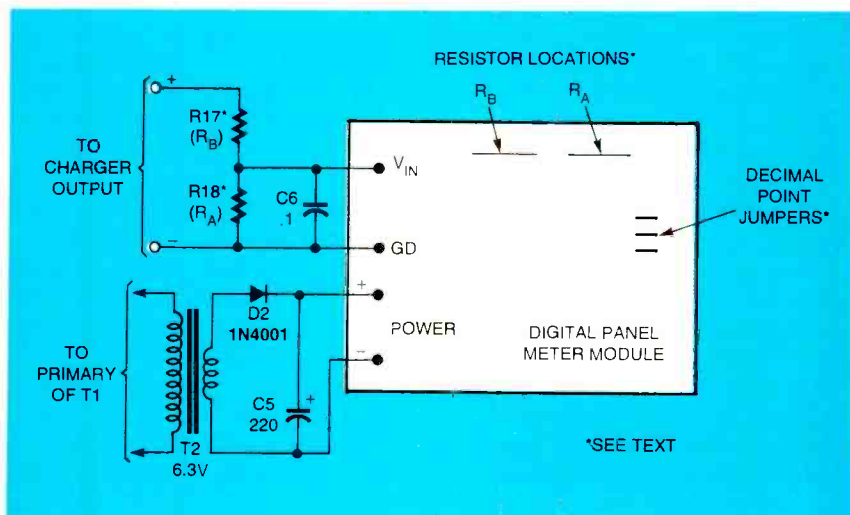 RESISTOR LOCATIONS*
R_B
R_A
+
R17*
(R_B)
TO
CHARGER
OUTPUT
R18*
(R_A)
C6
.1
V_IN
DECIMAL
POINT
JUMPERS*
−
GD
+
D2
1N4001
POWER
DIGITAL PANEL
METER MODULE
TO
PRIMARY
OF T1
−
C5
220
+
T2
6.3V
*SEE TEXT